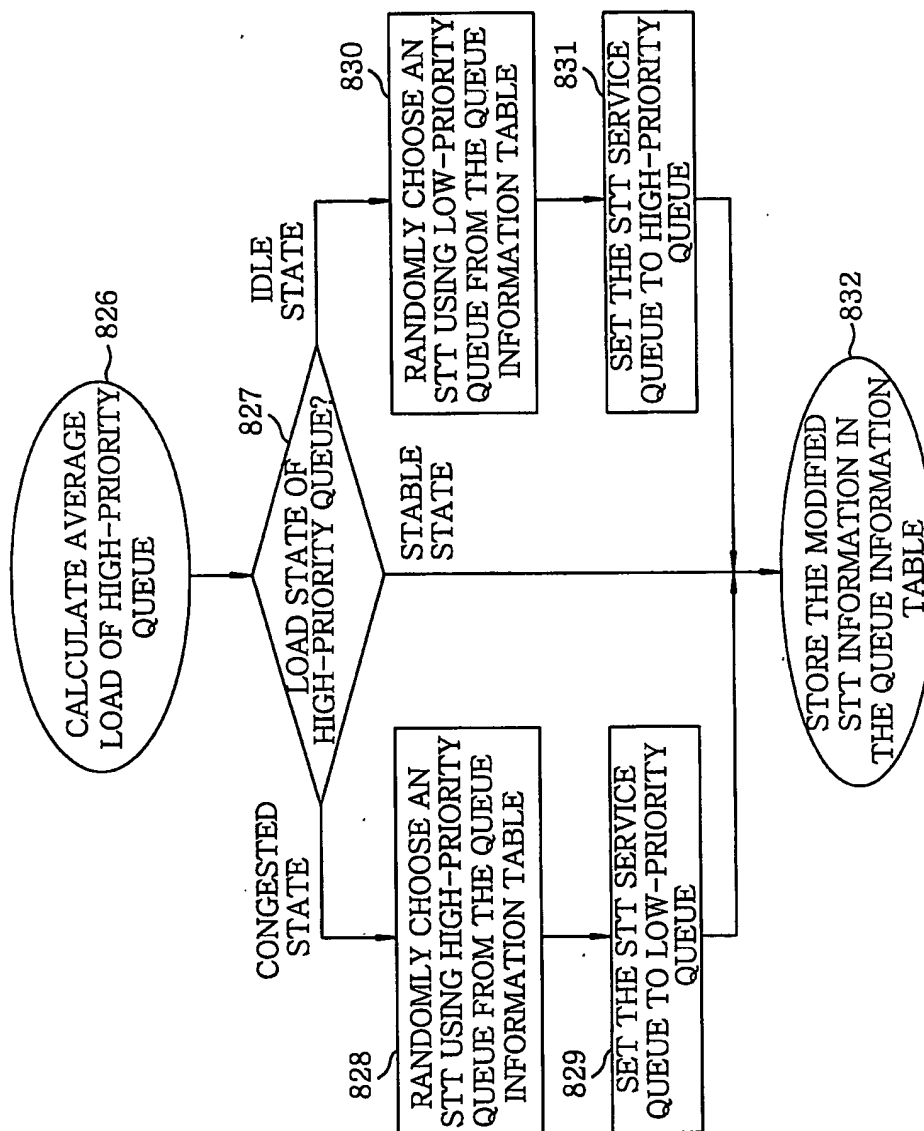 826
CALCULATE AVERAGE
LOAD OF HIGH-PRIORITY
QUEUE
827
LOAD STATE OF
HIGH-PRIORITY QUEUE?
CONGESTED
STATE
STABLE
STATE
IDLE
STATE
828
RANDOMLY CHOOSE AN
STT USING HIGH-PRIORITY
QUEUE FROM THE QUEUE
INFORMATION TABLE
830
RANDOMLY CHOOSE AN
STT USING LOW-PRIORITY
QUEUE FROM THE QUEUE
INFORMATION TABLE
829
SET THE STT SERVICE
QUEUE TO LOW-PRIORITY
QUEUE
831
SET THE STT SERVICE
QUEUE TO HIGH-PRIORITY
QUEUE
832
STORE THE MODIFIED
STT INFORMATION IN
THE QUEUE INFORMATION
TABLE